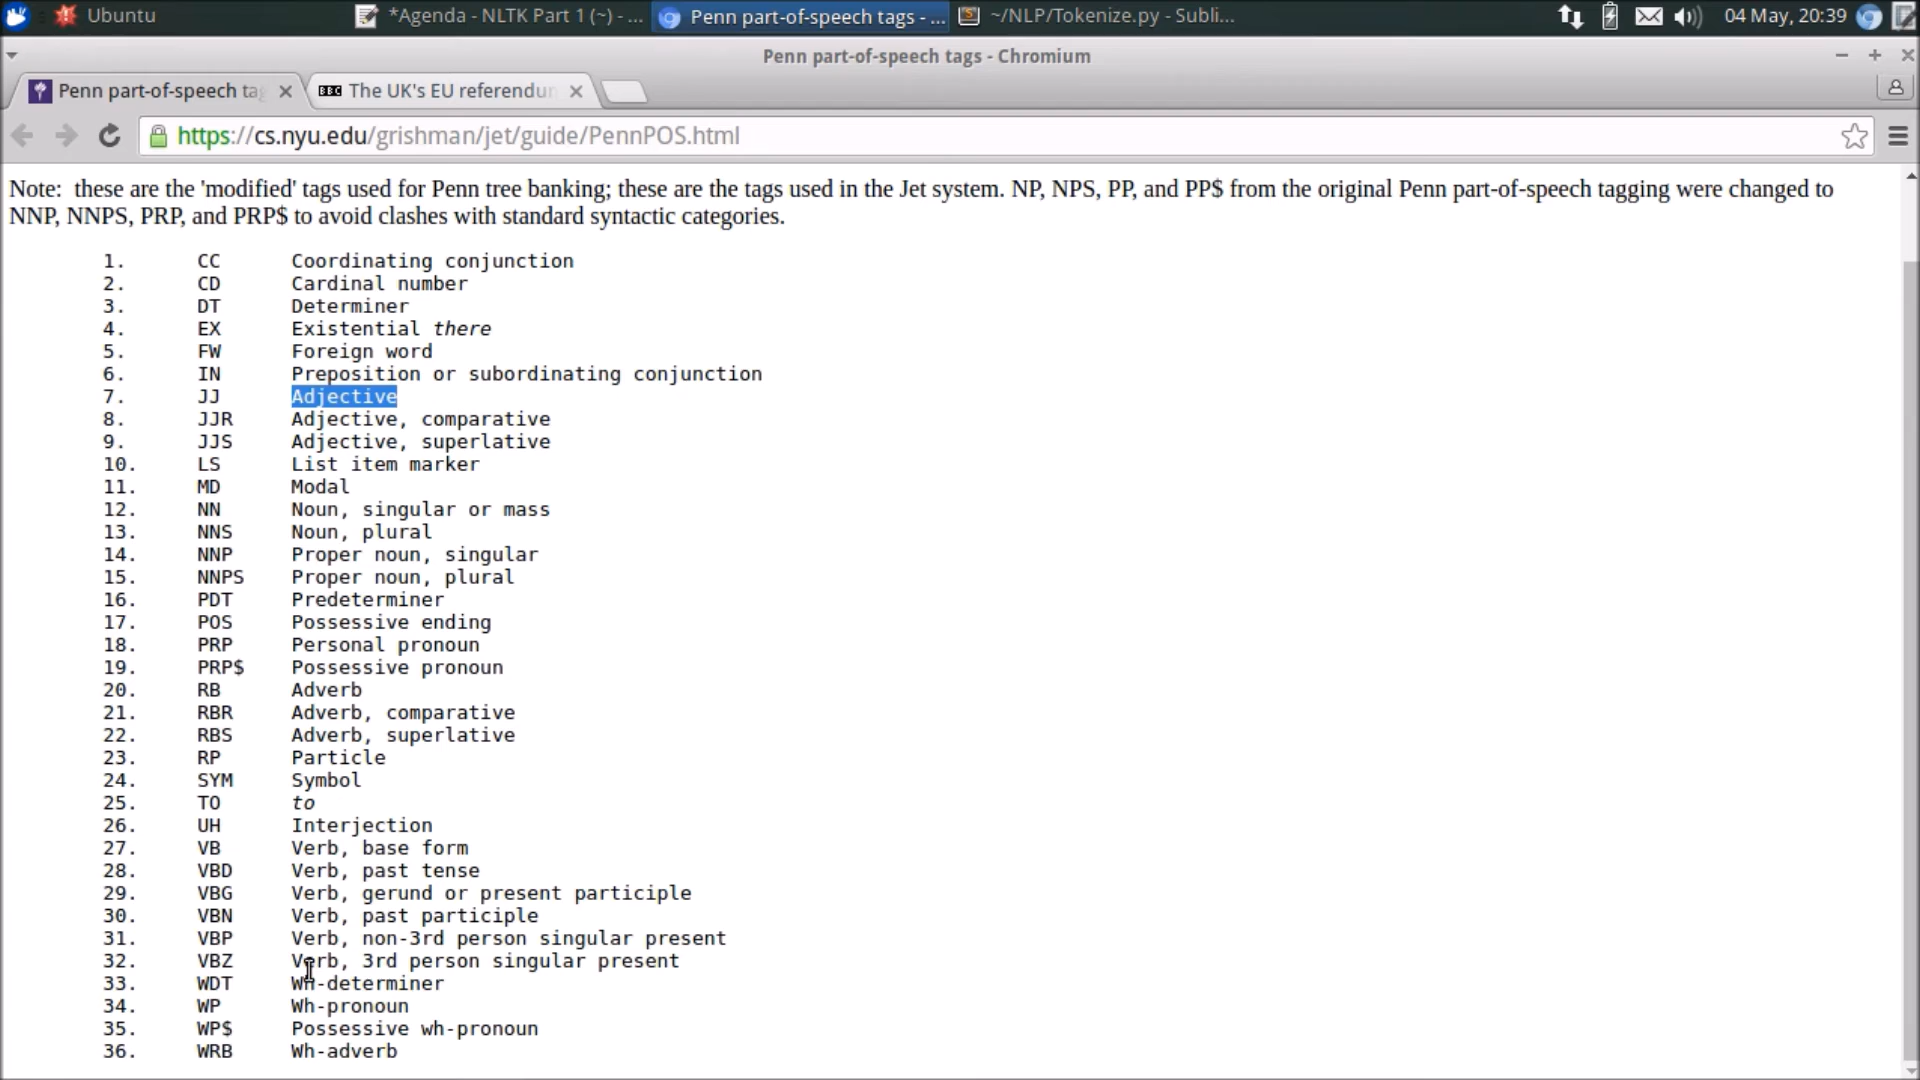 Ubuntu
*Agenda - NLTK Part 1 (~) - ...
Penn part-of-speech tags - ...
~/NLP/Tokenize.py - Subli...
04 May, 20:39
Penn part-of-speech tags - Chromium
Penn part-of-speech tag
BBC The UK's EU referendum
https://cs.nyu.edu/grishman/jet/guide/PennPOS.html
Note: these are the 'modified' tags used for Penn tree banking; these are the tags used in the Jet system. NP, NPS, PP, and PP$ from the original Penn part-of-speech tagging were changed to
NNP, NNPS, PRP, and PRP$ to avoid clashes with standard syntactic categories.
1. CC Coordinating conjunction
2. CD Cardinal number
3. DT Determiner
4. EX Existential there
5. FW Foreign word
6. IN Preposition or subordinating conjunction
7. JJ Adjective
8. JJR Adjective, comparative
9. JJS Adjective, superlative
10. LS List item marker
11. MD Modal
12. NN Noun, singular or mass
13. NNS Noun, plural
14. NNP Proper noun, singular
15. NNPS Proper noun, plural
16. PDT Predeterminer
17. POS Possessive ending
18. PRP Personal pronoun
19. PRP$ Possessive pronoun
20. RB Adverb
21. RBR Adverb, comparative
22. RBS Adverb, superlative
23. RP Particle
24. SYM Symbol
25. TO to
26. UH Interjection
27. VB Verb, base form
28. VBD Verb, past tense
29. VBG Verb, gerund or present participle
30. VBN Verb, past participle
31. VBP Verb, non-3rd person singular present
32. VBZ Verb, 3rd person singular present
33. WDT Wh-determiner
34. WP Wh-pronoun
35. WP$ Possessive wh-pronoun
36. WRB Wh-adverb